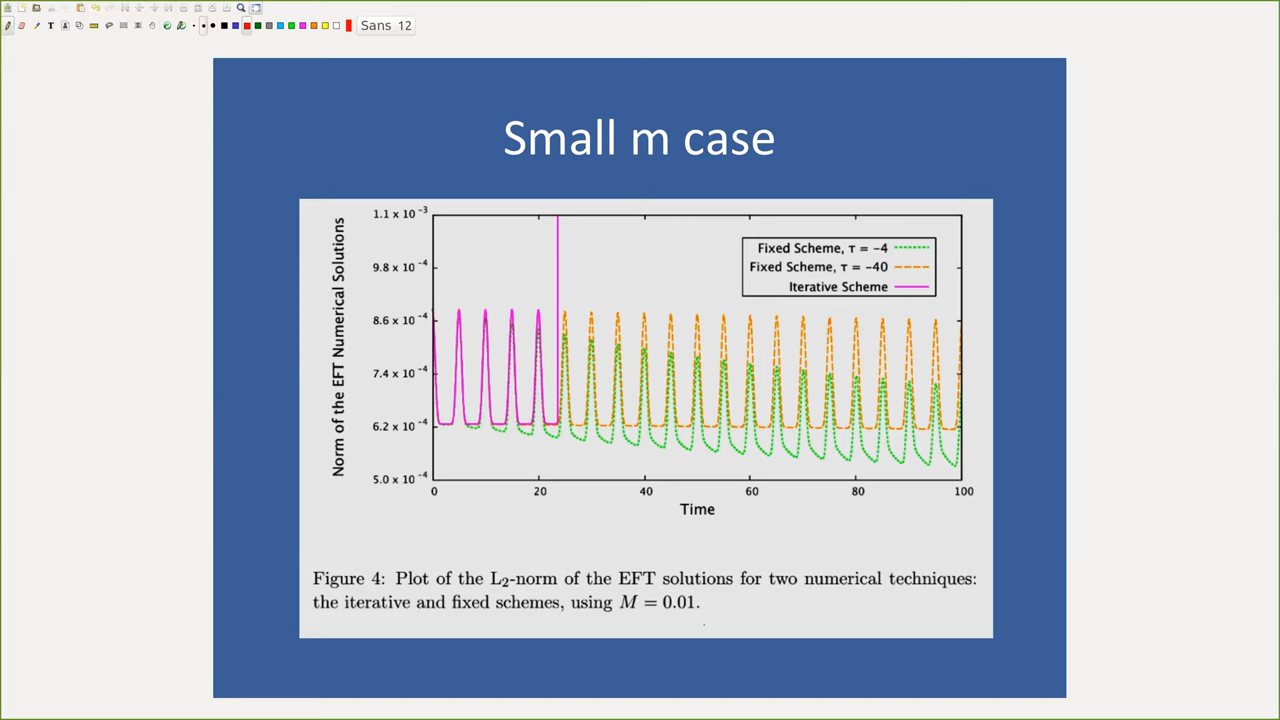 T
Sans 12
Small m case
Norm of the EFT Numerical Solutions
1.1 x 10 -3
9.8 x 10 -4
8.6 x 10 -4
7.4 x 10 -4
6.2 x 10 -4
5.0 x 10 -4
Fixed Scheme, τ = −4
Fixed Scheme, τ = −40
Iterative Scheme
0 20 40 60 80 100
Time
Figure 4: Plot of the L2-norm of the EFT solutions for two numerical techniques:
the iterative and fixed schemes, using M = 0.01.